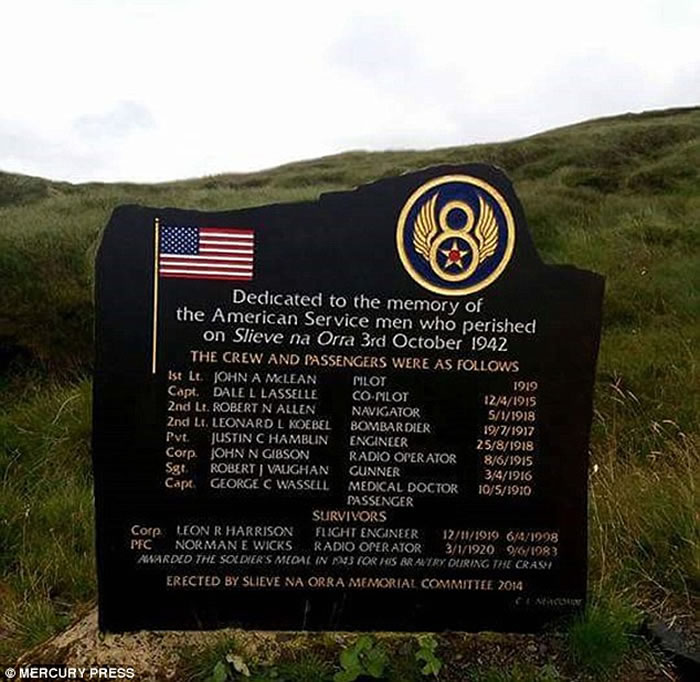 8
Dedicated to the memory of
the American Service men who perished
on Slieve na Orra 3rd October 1942
THE CREW AND PASSENGERS WERE AS FOLLOWS
1st Lt. JOHN A McLEAN PILOT 1919
Capt. DALE L LASSELLE CO-PILOT 12/4/1915
2nd Lt. ROBERT N ALLEN NAVIGATOR 5/1/1918
2nd Lt. LEONARD L KOEBEL BOMBARDIER 19/7/1917
Pvt. JUSTIN C HAMBLIN ENGINEER 25/8/1918
Corp. JOHN N GIBSON RADIO OPERATOR 8/6/1915
Sgt. ROBERT J VAUGHAN GUNNER 3/4/1916
Capt. GEORGE C WASSELL MEDICAL DOCTOR 10/5/1910
PASSENGER
SURVIVORS
Corp. LEON R HARRISON FLIGHT ENGINEER 12/11/1919 6/4/1998
PFC NORMAN E WICKS RADIO OPERATOR 3/1/1920 9/6/1983
AWARDED THE SOLDIER'S MEDAL IN 1943 FOR HIS BRAVERY DURING THE CRASH
ERECTED BY SLIEVE NA ORRA MEMORIAL COMMITTEE 2014
C L NEWCOMBE
© MERCURY PRESS